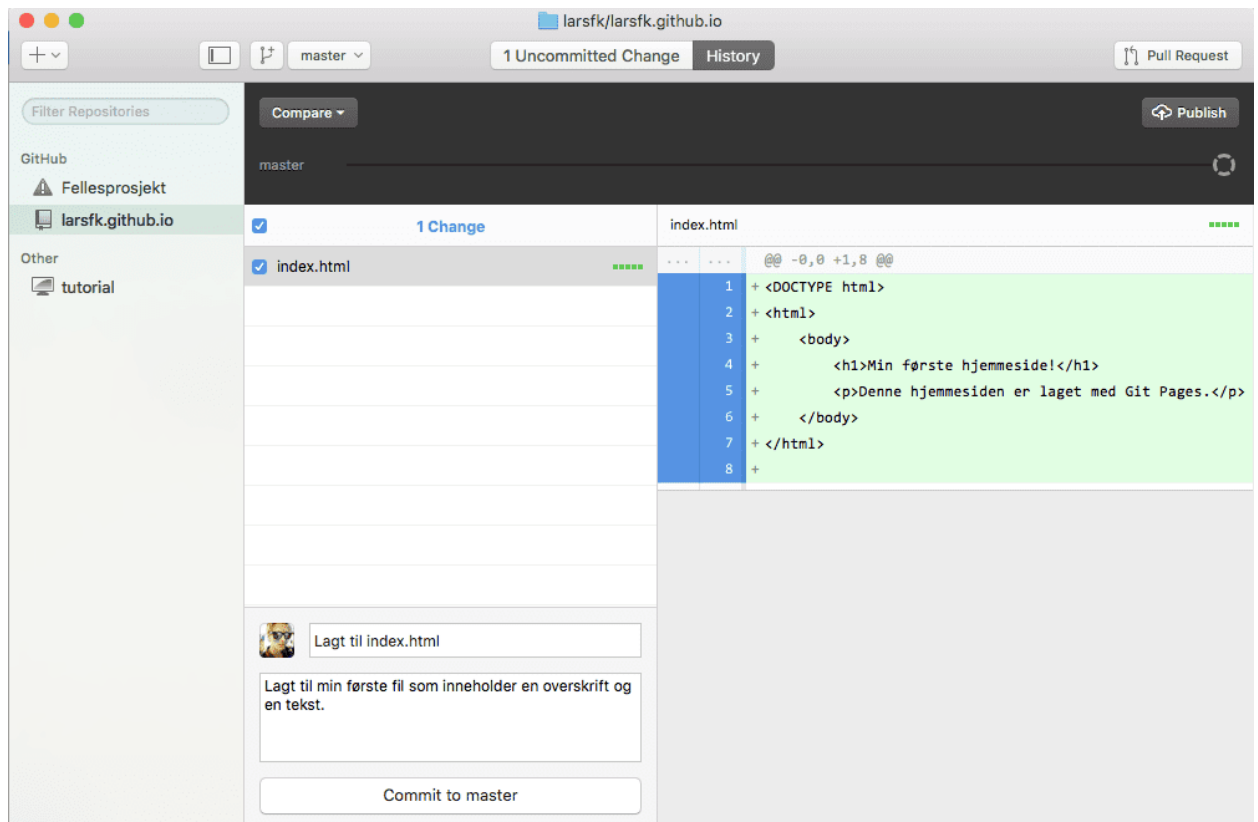 larsfk/larsfk.github.io
master
1 Uncommitted Change
History
Pull Request
Filter Repositories
GitHub
Fellesprosjekt
larsfk.github.io
Other
tutorial
Compare
Publish
master
1 Change
index.html
index.html
... ... @@ -0,0 +1,8 @@
1 + <DOCTYPE html>
2 + <html>
3 +     <body>
4 +         <h1>Min første hjemmeside!</h1>
5 +         <p>Denne hjemmesiden er laget med Git Pages.</p>
6 +     </body>
7 + </html>
8 +
Lagt til index.html
Lagt til min første fil som inneholder en overskrift og
en tekst.
Commit to master